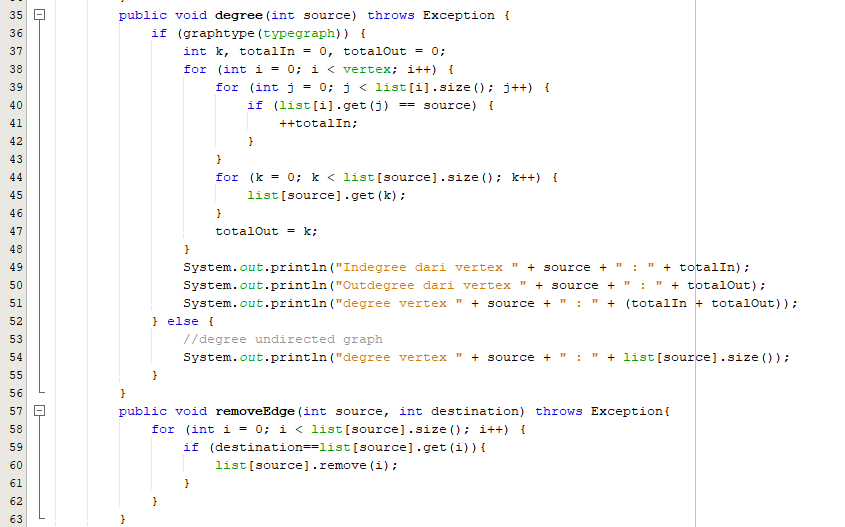 35 public void degree(int source) throws Exception {
36 if (graphtype(typegraph)) {
37 int k, totalIn = 0, totalOut = 0;
38 for (int i = 0; i < vertex; i++) {
39 for (int j = 0; j < list[i].size(); j++) {
40 if (list[i].get(j) == source) {
41 ++totalIn;
42 }
43 }
44 for (k = 0; k < list[source].size(); k++) {
45 list[source].get(k);
46 }
47 totalOut = k;
48 }
49 System.out.println("Indegree dari vertex " + source + " : " + totalIn);
50 System.out.println("Outdegree dari vertex " + source + " : " + totalOut);
51 System.out.println("degree vertex " + source + " : " + (totalIn + totalOut));
52 } else {
53 //degree undirected graph
54 System.out.println("degree vertex " + source + " : " + list[source].size());
55 }
56 }
57 public void removeEdge(int source, int destination) throws Exception{
58 for (int i = 0; i < list[source].size(); i++) {
59 if (destination==list[source].get(i)){
60 list[source].remove(i);
61 }
62 }
63 }